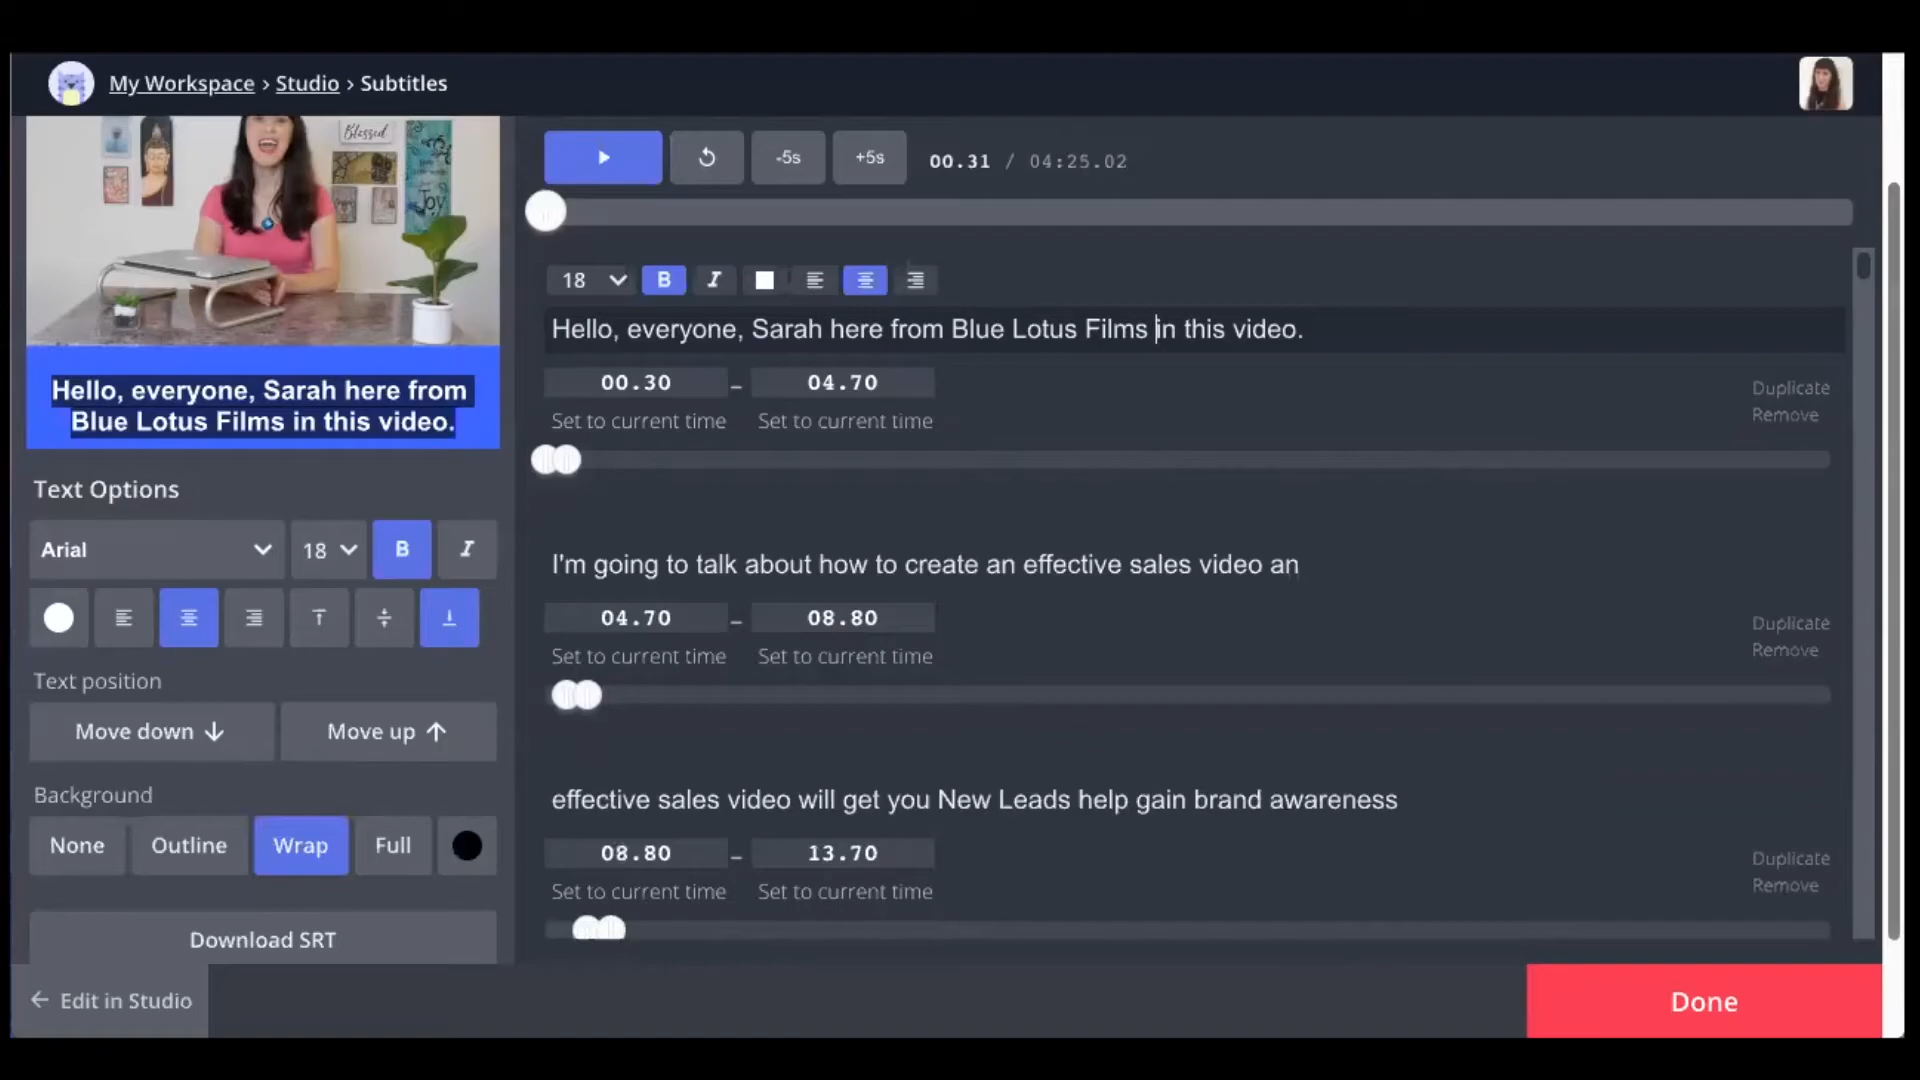 My Workspace › Studio › Subtitles
Blessed
Joy
-5s
+5s
00.31 / 04:25.02
18
B
I
Hello, everyone, Sarah here from Blue Lotus Films in this video.
00.30 – 04.70
Set to current time
Set to current time
Duplicate
Remove
Hello, everyone, Sarah here from
Blue Lotus Films in this video.
Text Options
Arial
18
B
I
Text position
Move down ↓
Move up ↑
Background
None
Outline
Wrap
Full
Download SRT
I'm going to talk about how to create an effective sales video an
04.70 – 08.80
Set to current time
Set to current time
Duplicate
Remove
effective sales video will get you New Leads help gain brand awareness
08.80 – 13.70
Set to current time
Set to current time
Duplicate
Remove
← Edit in Studio
Done